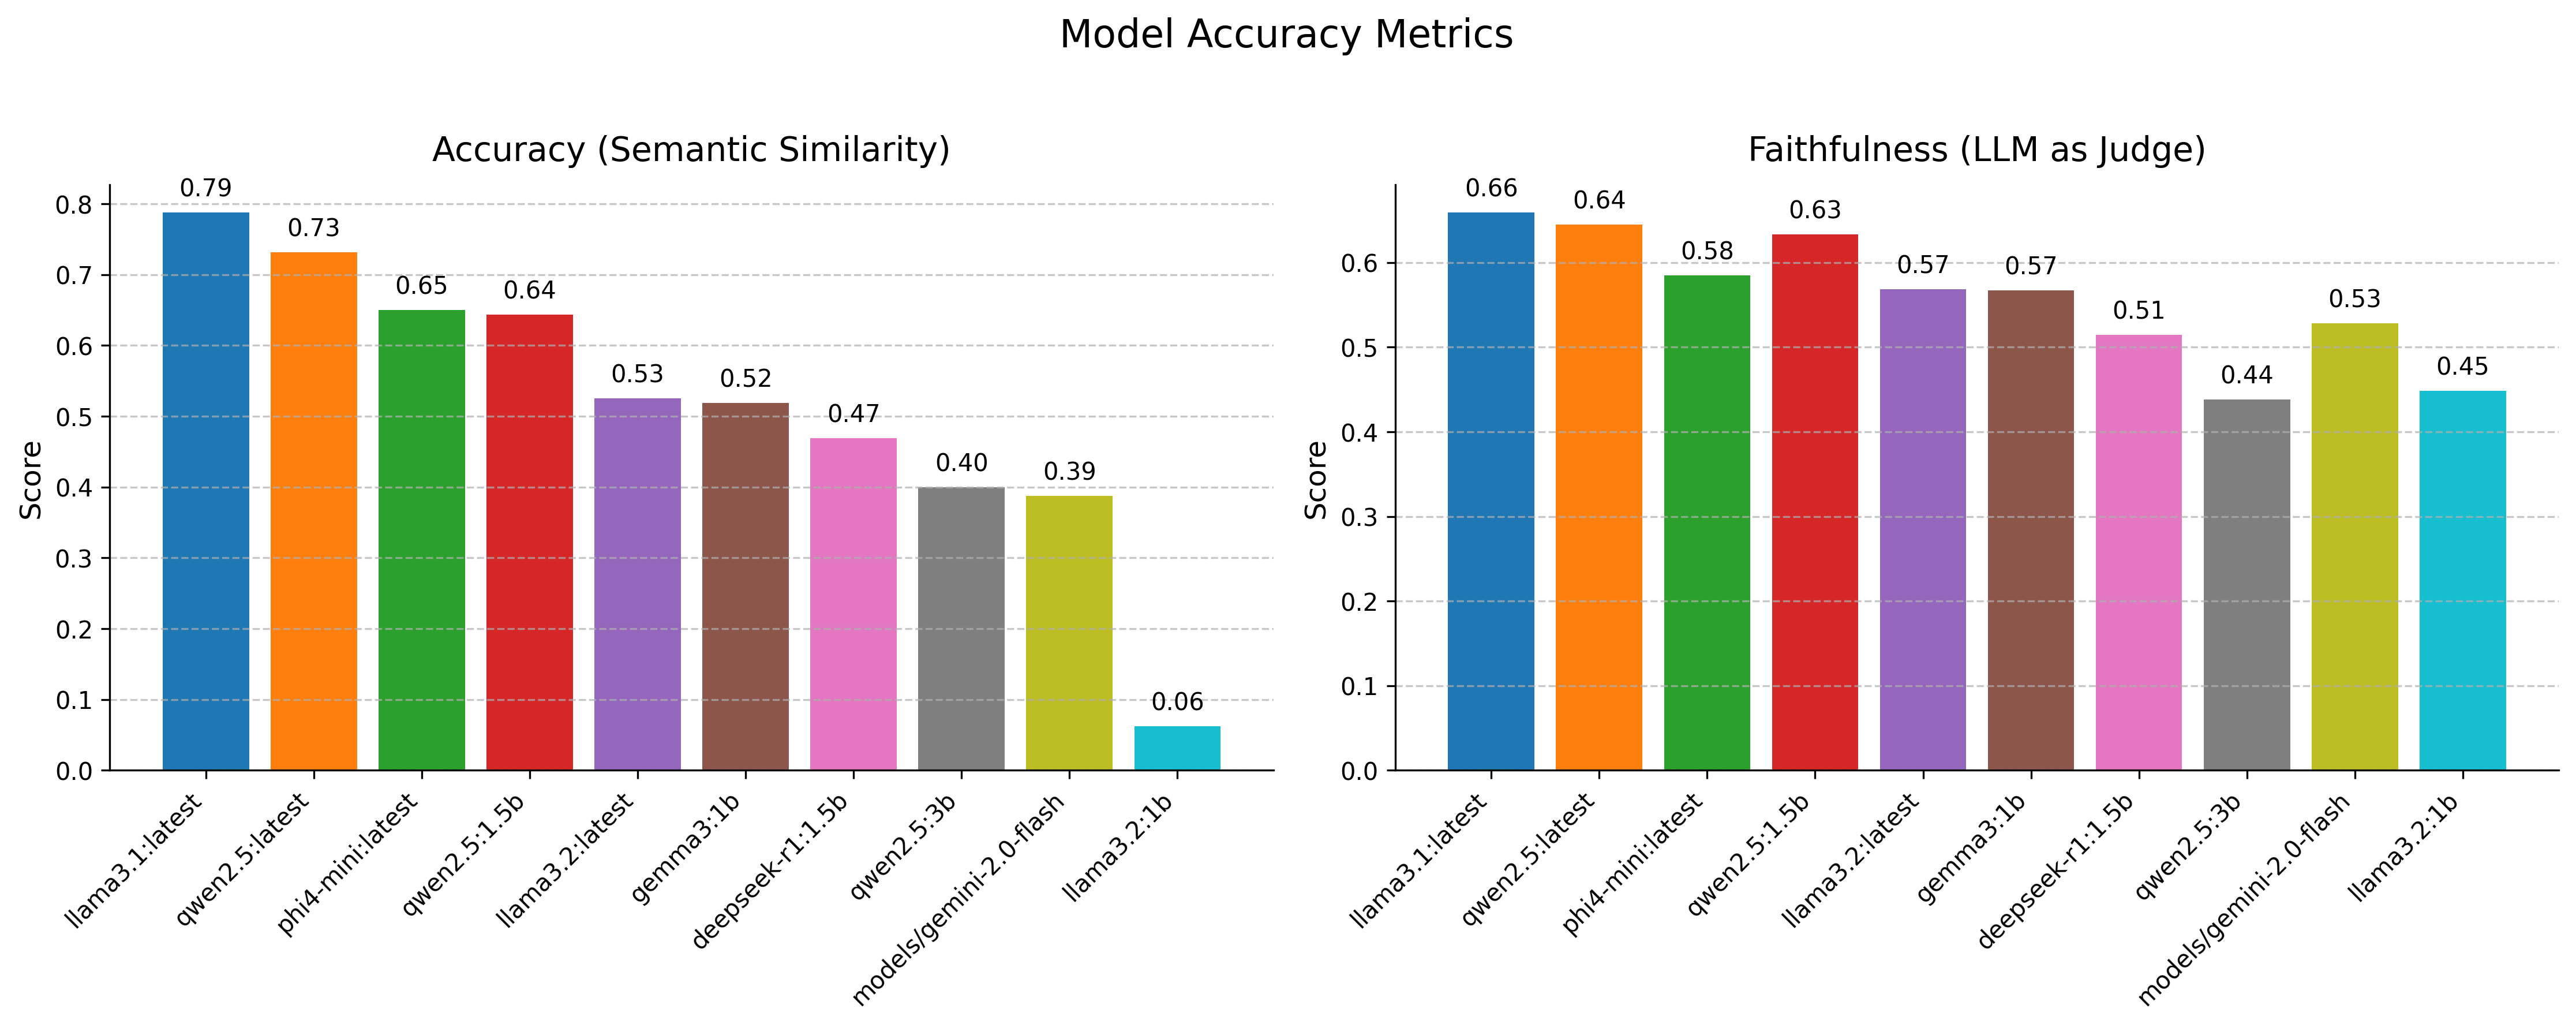 Model Accuracy Metrics
Accuracy (Semantic Similarity)
Score
0.8
0.7
0.6
0.5
0.4
0.3
0.2
0.1
0.0
0.79
0.73
0.65
0.64
0.53
0.52
0.47
0.40
0.39
0.06
llama3.1:latest
qwen2.5:latest
phi4-mini:latest
qwen2.5:1.5b
llama3.2:latest
gemma3:1b
deepseek-r1:1.5b
qwen2.5:3b
models/gemini-2.0-flash
llama3.2:1b
Faithfulness (LLM as Judge)
Score
0.6
0.5
0.4
0.3
0.2
0.1
0.0
0.66
0.64
0.58
0.63
0.57
0.57
0.51
0.44
0.53
0.45
llama3.1:latest
qwen2.5:latest
phi4-mini:latest
qwen2.5:1.5b
llama3.2:latest
gemma3:1b
deepseek-r1:1.5b
qwen2.5:3b
models/gemini-2.0-flash
llama3.2:1b